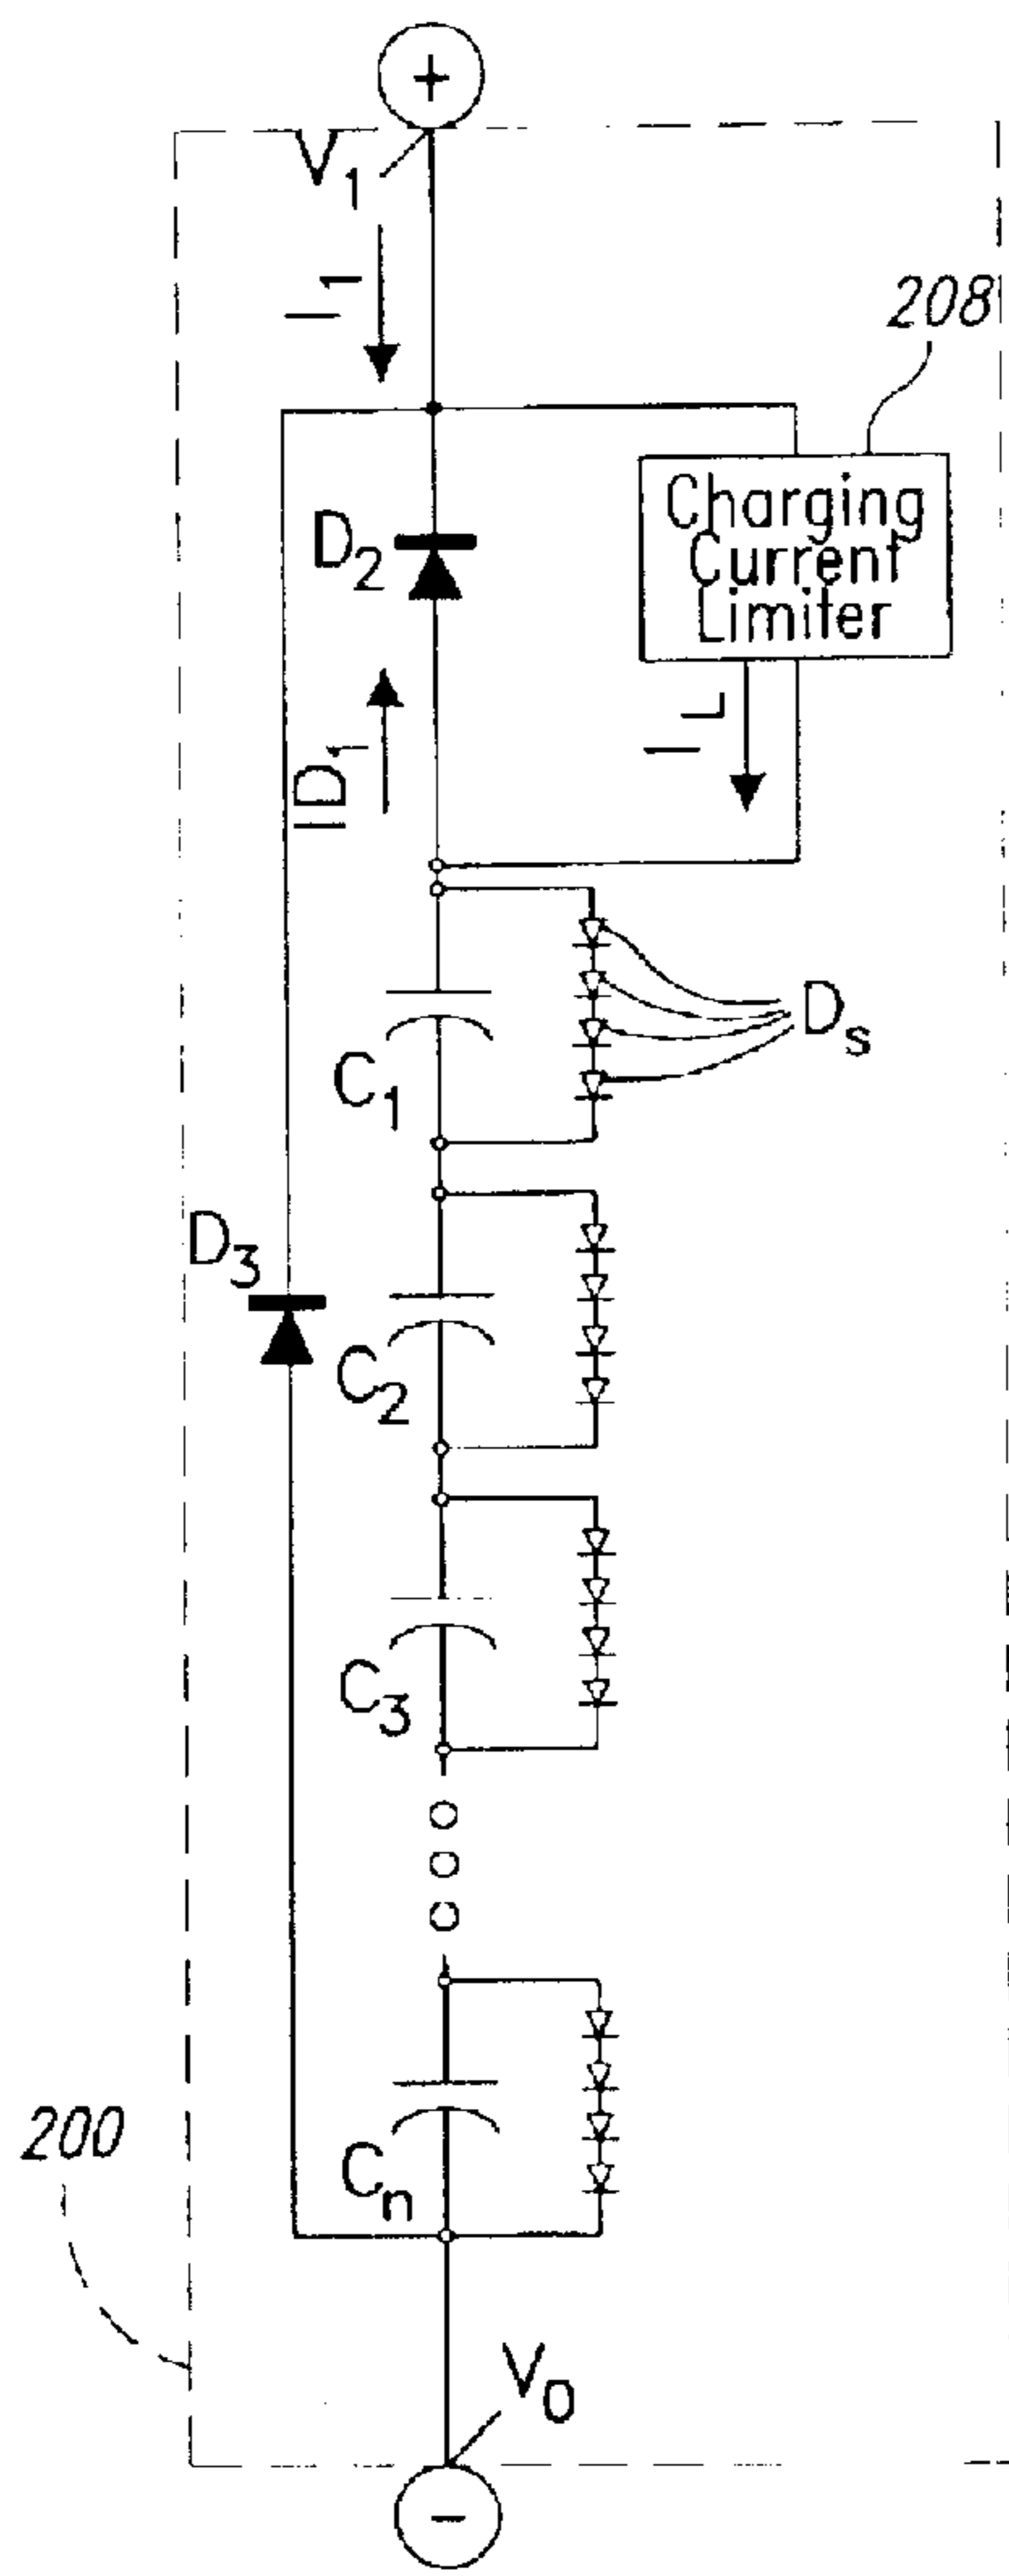 +
V1
I1
208
Charging
Current
Limiter
D2
IL
ID1
Ds
C1
D3
C2
C3
200
Cn
V0
-